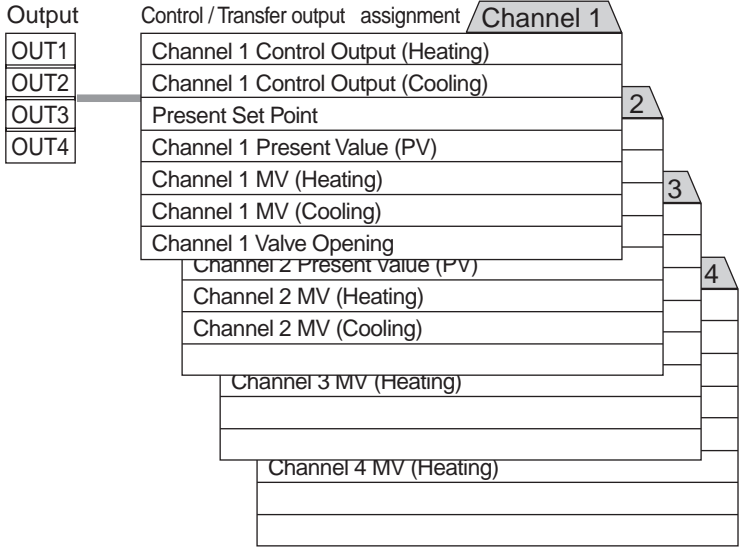 Output
Control / Transfer output assignment
Channel 1
OUT1
OUT2
OUT3
OUT4
Channel 1 Control Output (Heating)
Channel 1 Control Output (Cooling)
Present Set Point
Channel 1 Present Value (PV)
Channel 1 MV (Heating)
Channel 1 MV (Cooling)
Channel 1 Valve Opening
2
Channel 2 Present Value (PV)
Channel 2 MV (Heating)
Channel 2 MV (Cooling)
3
Channel 3 MV (Heating)
4
Channel 4 MV (Heating)